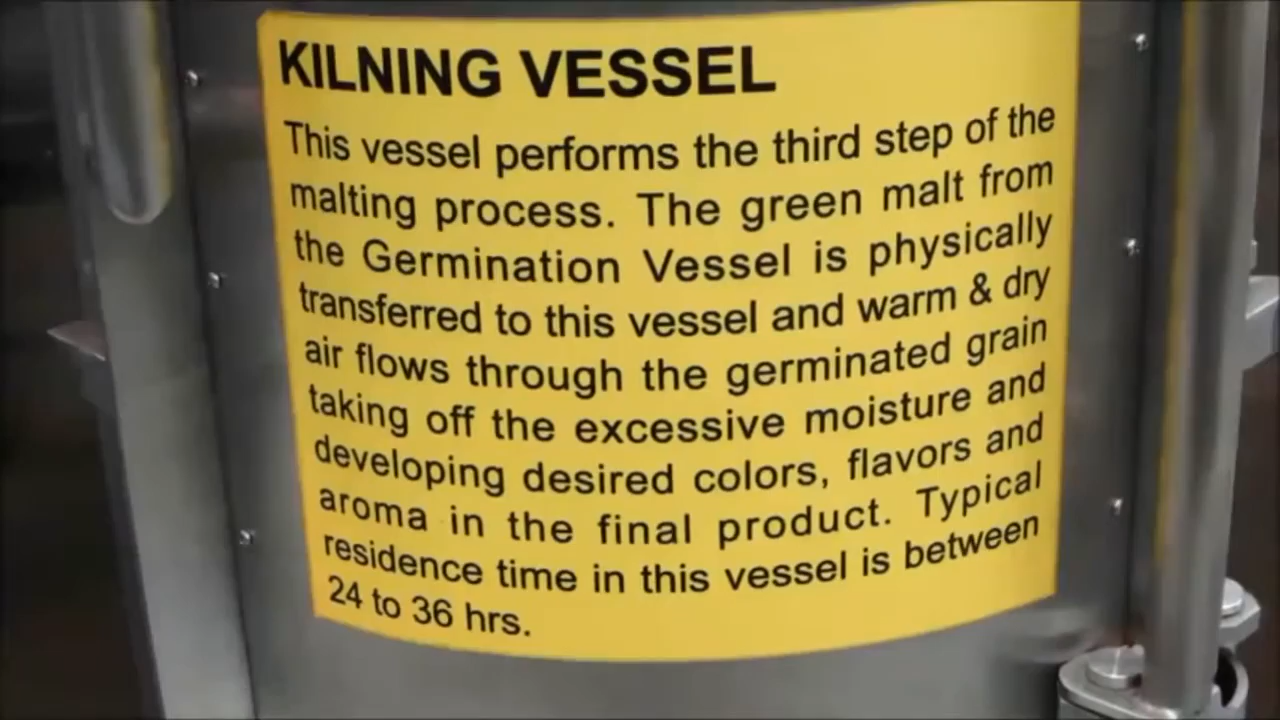 KILNING VESSEL
This vessel performs the third step of the
malting process. The green malt from
the Germination Vessel is physically
transferred to this vessel and warm & dry
air flows through the germinated grain
taking off the excessive moisture and
developing desired colors, flavors and
aroma in the final product. Typical
residence time in this vessel is between
24 to 36 hrs.